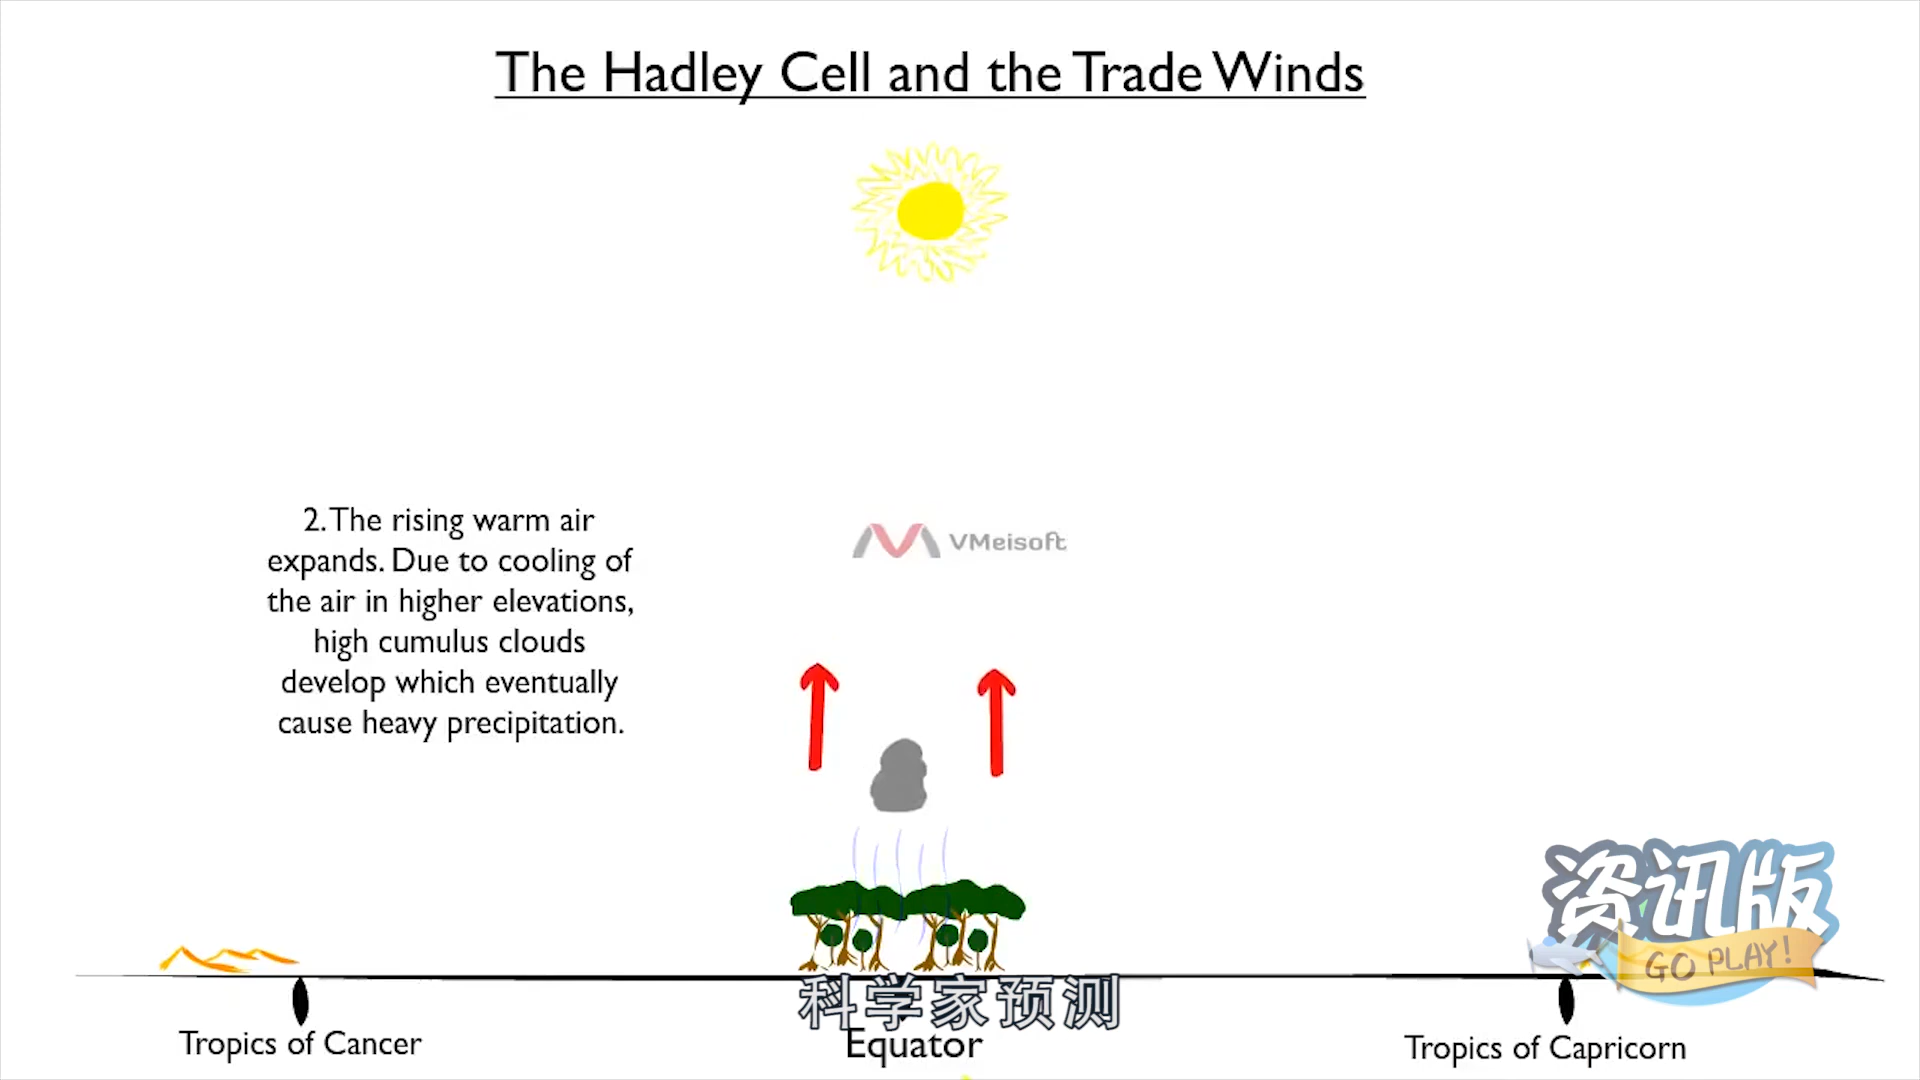 The Hadley Cell and the Trade Winds
2. The rising warm air
expands. Due to cooling of
the air in higher elevations,
high cumulus clouds
develop which eventually
cause heavy precipitation.
VMeisoft
资讯版
GO PLAY!
科学家预测
Tropics of Cancer
Equator
Tropics of Capricorn